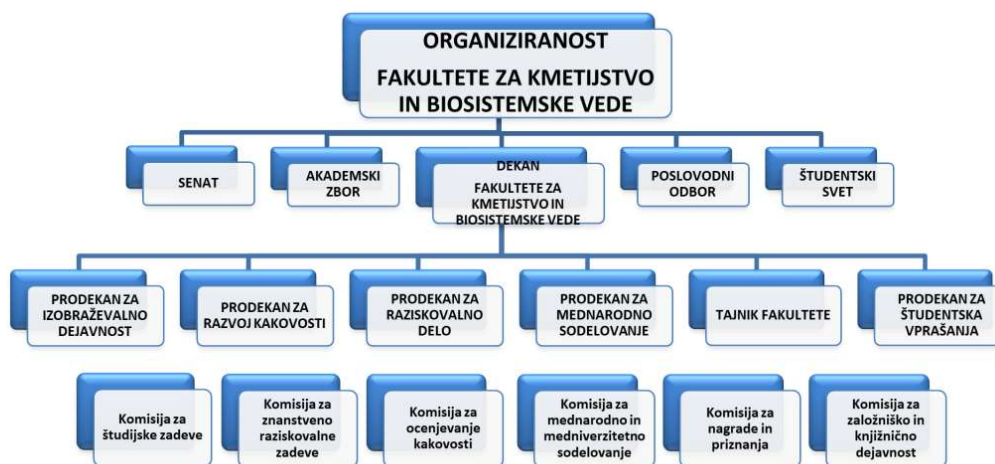 ORGANIZIRANOST
FAKULTETE ZA KMETIJSTVO
IN BIOSISTEMSKE VEDE
SENAT
AKADEMSKI
ZBOR
DEKAN
FAKULTETE ZA
KMETIJSTVO IN
BIOSISTEMSKE VEDE
POSLOVODNI
ODBOR
ŠTUDENTSKI
SVET
PRODEKAN ZA
IZOBRAŽEVALNO
DEJAVNOST
PRODEKAN ZA
RAZVOJ KAKOVOSTI
PRODEKAN ZA
RAZISKOVALNO
DELO
PRODEKAN ZA
MEDNARODNO
SODELOVANJE
TAJNIK FAKULTETE
PRODEKAN ZA
ŠTUDENTSKA
VPRAŠANJA
Komisija za
študijske zadeve
Komisija za
znanstveno
raziskovalne
zadeve
Komisija za
ocenjevanje
kakovosti
Komisija za
mednarodno in
medniverzitetno
sodelovanje
Komisija za
nagrade in
priznanja
Komisija za
založniško in
knjižnično
dejavnost